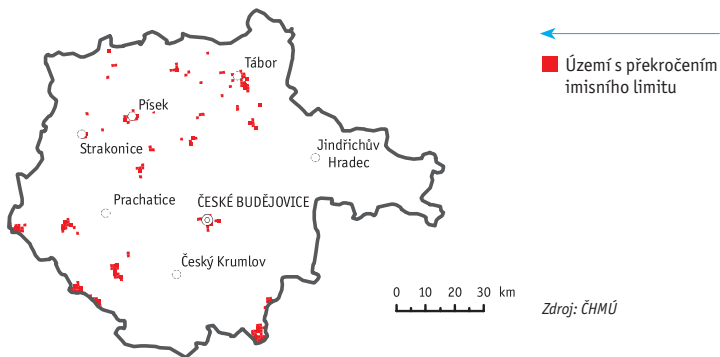 Tábor
Písek
Strakonice
Jindřichův
Hradec
Prachatice
ČESKÉ BUDĚJOVICE
Český Krumlov
0 10 20 30 km
Území s překročením
imisního limitu
Zdroj: ČHMÚ